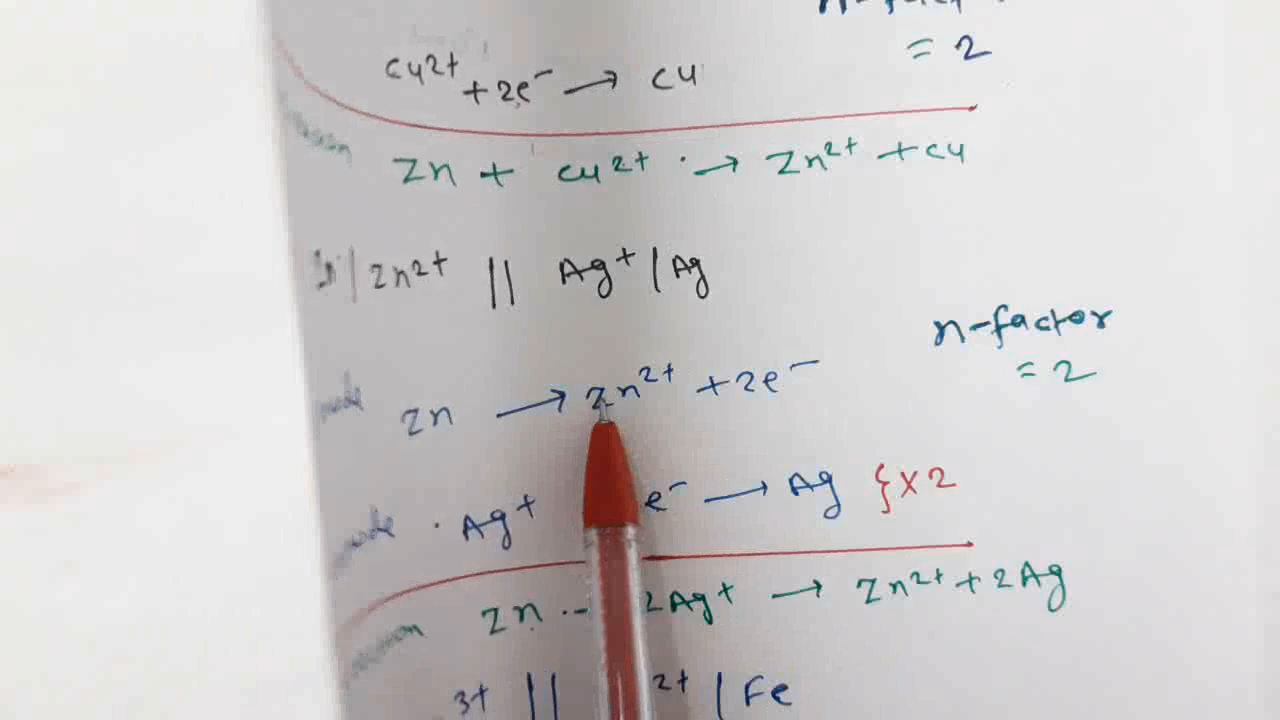 n-factor
= 2
Cu2+ + 2e- → Cu
Zn + Cu2+ → Zn2+ + Cu
| Zn2+ || Ag+ | Ag
n-factor
= 2
Zn → Zn2+ + 2e-
Ag+ e- → Ag } × 2
Zn 2Ag+ → Zn2+ + 2Ag
3+ || 2+ | Fe